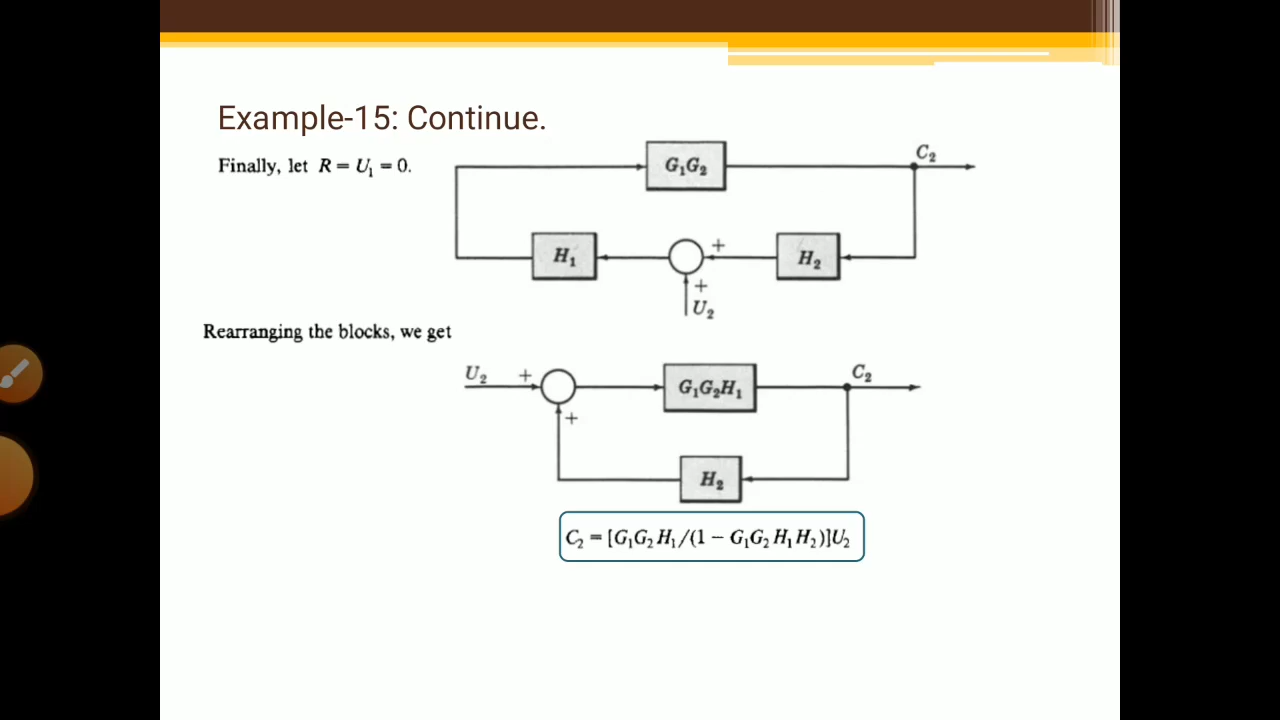 Example-15: Continue.
Finally, let R = U₁ = 0.
G₁G₂
C₂
H₁
+
H₂
+
U₂
Rearranging the blocks, we get
U₂ +
G₁G₂H₁
C₂
+
H₂
C₂ = [G₁G₂H₁/(1 − G₁G₂H₁H₂)]U₂